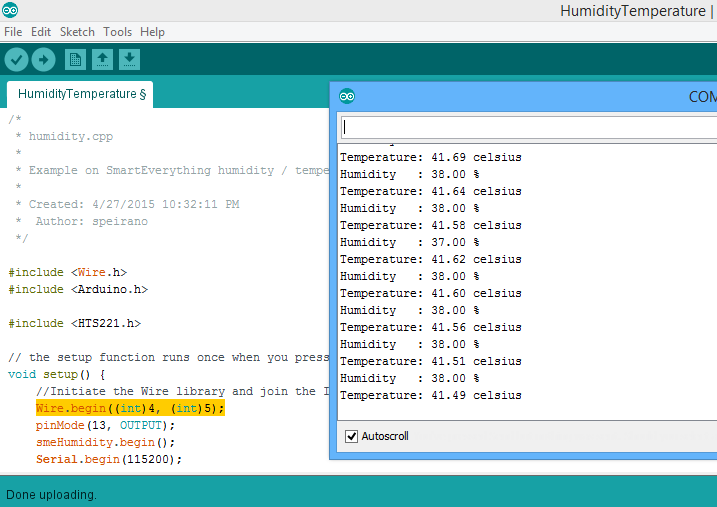 HumidityTemperature |
File Edit Sketch Tools Help
HumidityTemperature §
/*
 * humidity.cpp
 *
 * Example on SmartEverything humidity / tempe
 *
 * Created: 4/27/2015 10:32:11 PM
 *  Author: speirano
 */
#include <Wire.h>
#include <Arduino.h>
#include <HTS221.h>
// the setup function runs once when you press
void setup() {
//Initiate the Wire library and join the I
Wire.begin((int)4, (int)5);
pinMode(13, OUTPUT);
smeHumidity.begin();
Serial.begin(115200);
Done uploading.
COM
Temperature: 41.69 celsius
Humidity   : 38.00 %
Temperature: 41.64 celsius
Humidity   : 38.00 %
Temperature: 41.58 celsius
Humidity   : 37.00 %
Temperature: 41.62 celsius
Humidity   : 38.00 %
Temperature: 41.60 celsius
Humidity   : 38.00 %
Temperature: 41.56 celsius
Humidity   : 38.00 %
Temperature: 41.51 celsius
Humidity   : 38.00 %
Temperature: 41.49 celsius
Autoscroll